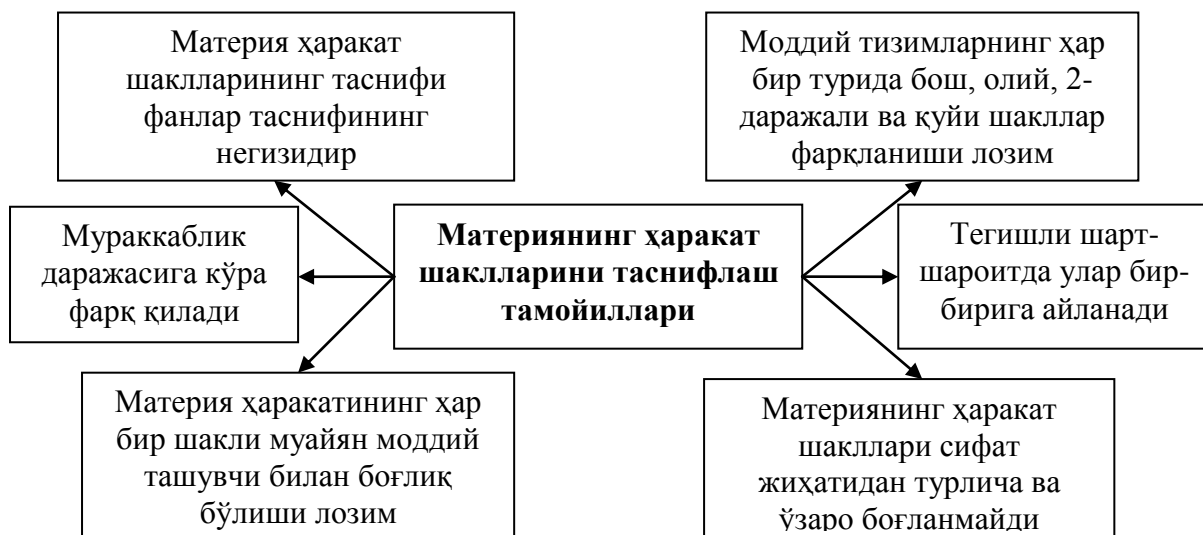 Материя ҳаракат
шаклларининг таснифи
фанлар таснифининг
негизидир
Моддий тизимларнинг ҳар
бир турида бош, олий, 2-
даражали ва қуйи шакллар
фарқланиши лозим
Мураккаблик
даражасига кўра
фарқ қилади
Материянинг ҳаракат
шаклларини таснифлаш
тамойиллари
Тегишли шарт-
шароитда улар бир-
бирига айланади
Материя ҳаракатининг ҳар
бир шакли муайян моддий
ташувчи билан боғлиқ
бўлиши лозим
Материянинг ҳаракат
шакллари сифат
жиҳатидан турлича ва
ўзаро боғланмайди